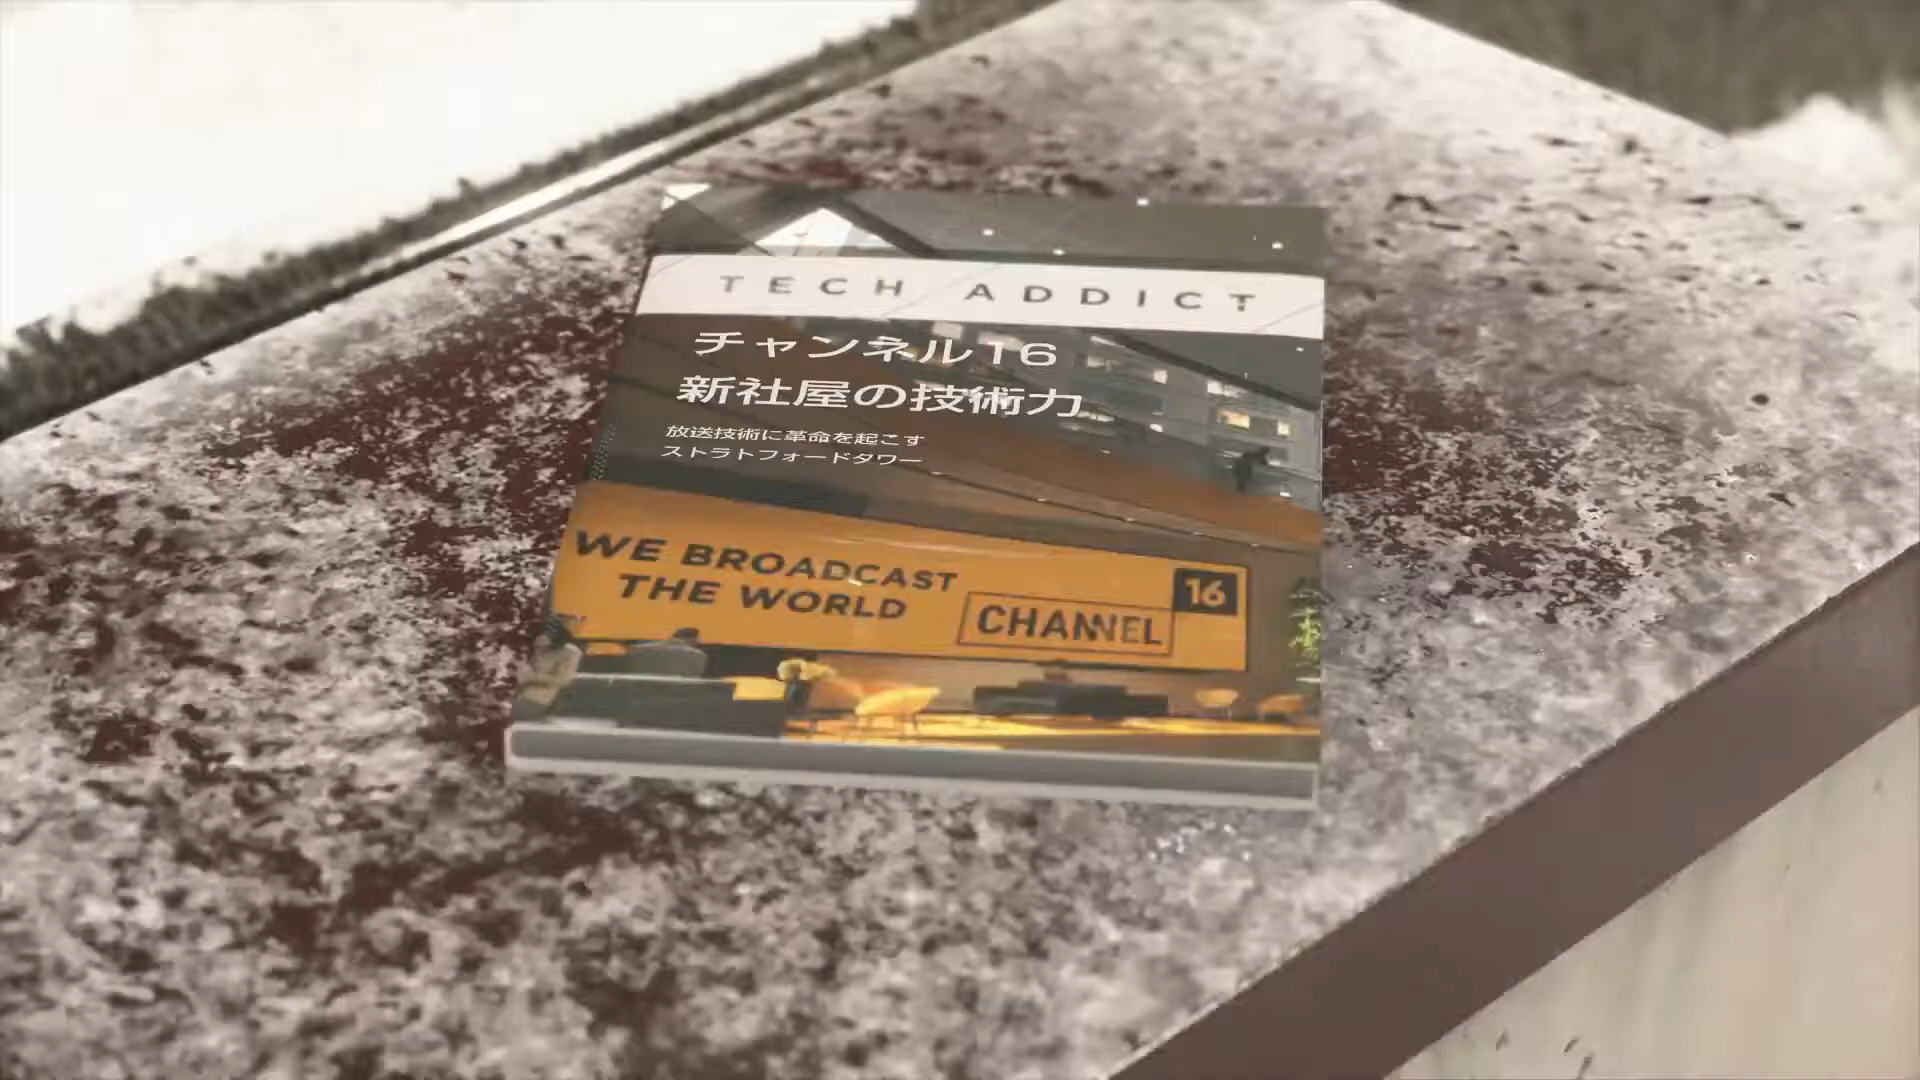 TECH ADDICT
チャンネル16
新社屋の技術力
放送技術に革命を起こす
ストラトフォードタワー
WE BROADCAST
THE WORLD
16
CHANNEL